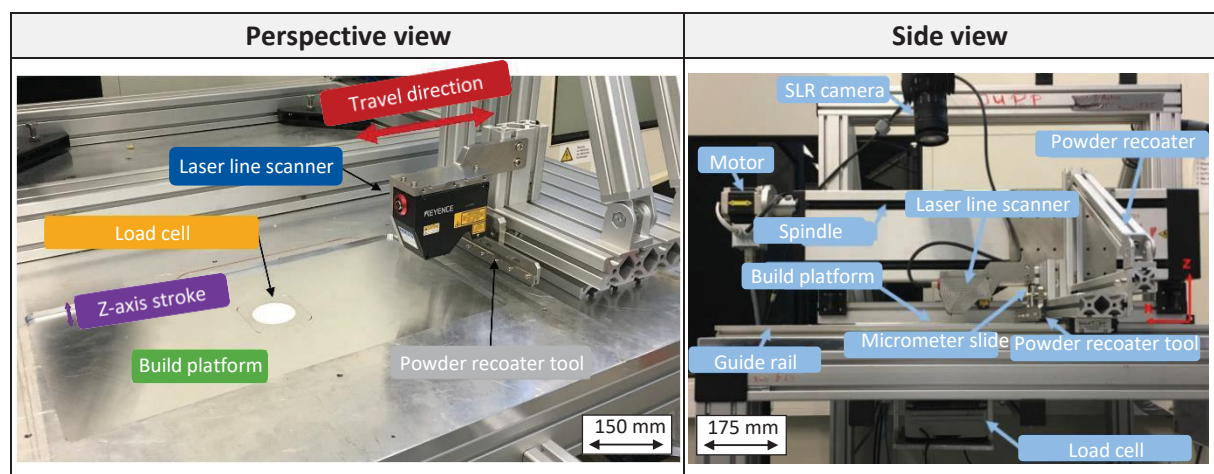 Perspective view
Side view
Travel direction
Laser line scanner
KEYENCE
Load cell
Z-axis stroke
Build platform
Powder recoater tool
150 mm
SLR camera
Powder recoater
Motor
Laser line scanner
Spindle
Build platform
Z
Micrometer slide
Powder recoater tool
Guide rail
175 mm
Load cell